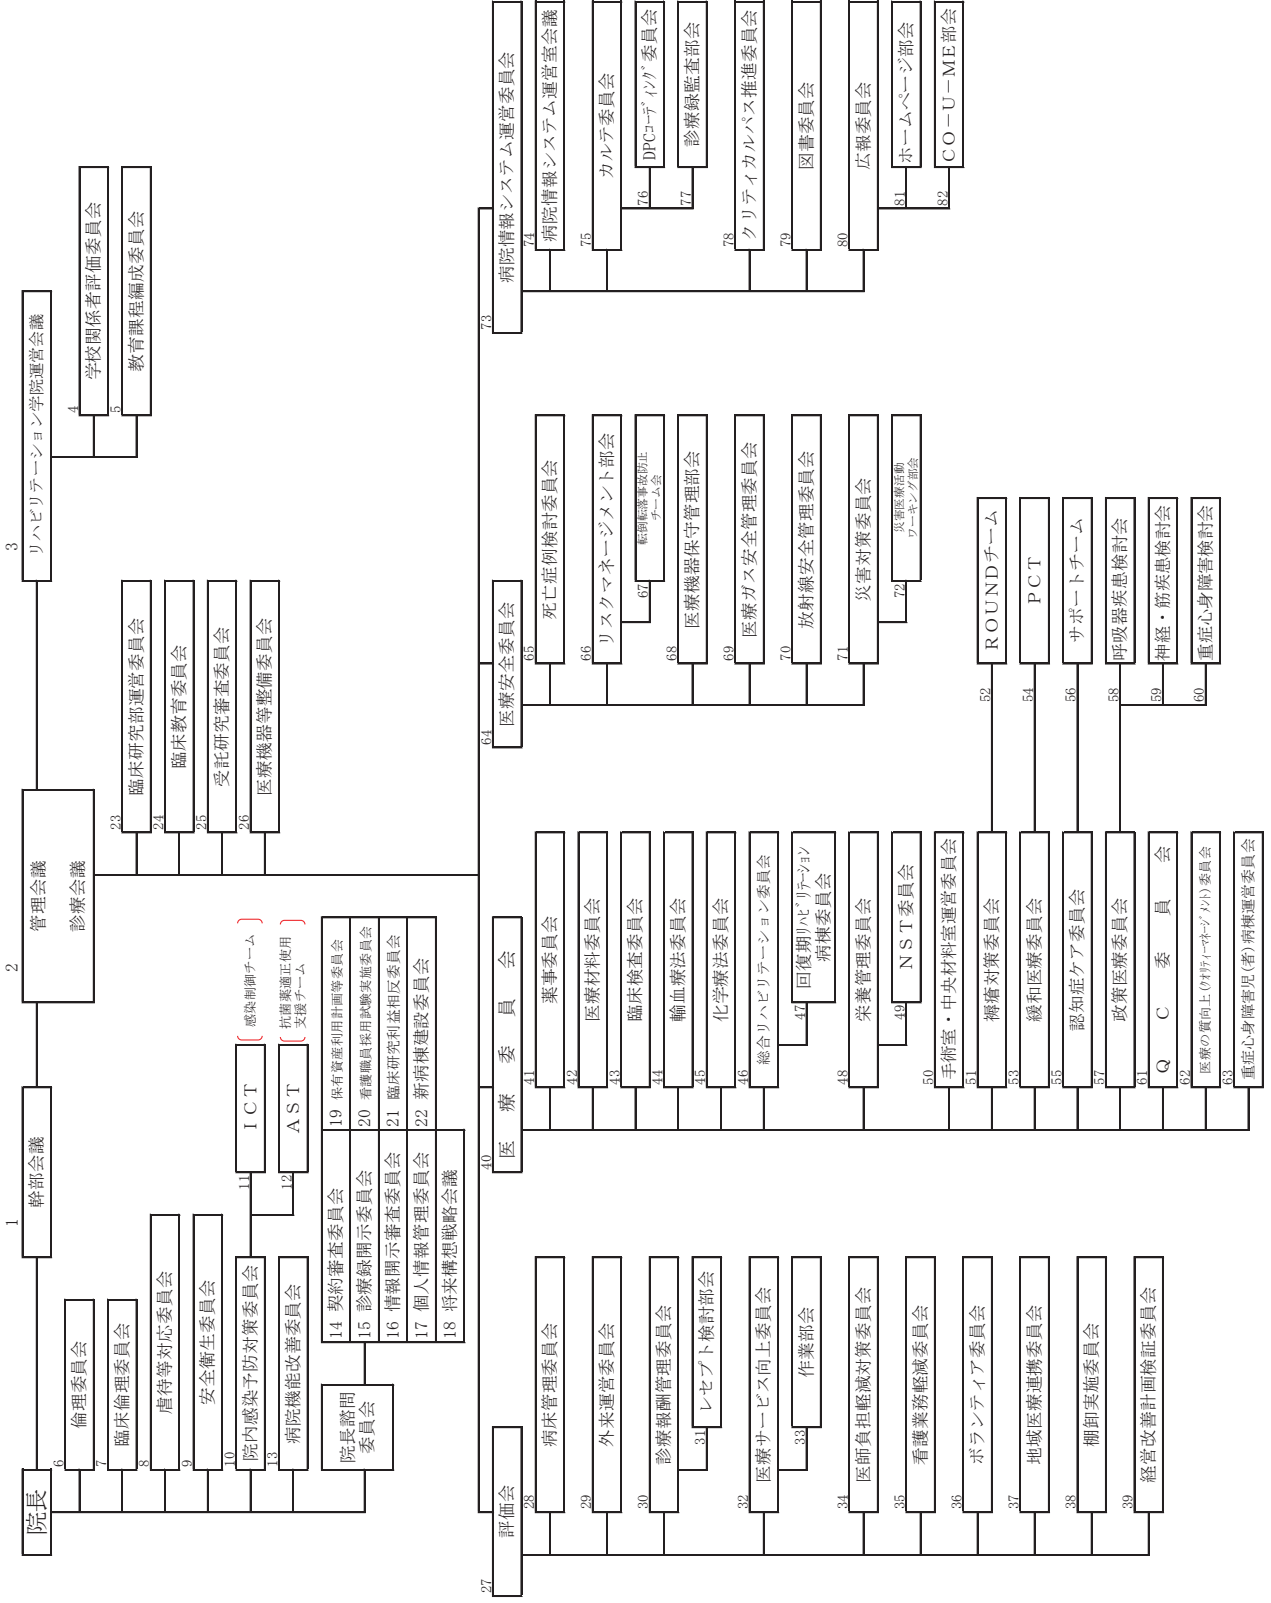 院長
1
幹部会議
2
管理会議
診療会議
3
リハビリテーション学院運営会議
4
学校関係者評価委員会
5
教育課程編成委員会
6
倫理委員会
7
臨床倫理委員会
8
虐待等対応委員会
9
安全衛生委員会
10
院内感染予防対策委員会
11
ICT
感染制御チーム
12
AST
抗菌薬適正使用
支援チーム
13
病院機能改善委員会
院長諮問
委員会
14 契約審査委員会
15 診療録開示委員会
16 情報開示審査委員会
17 個人情報管理委員会
18 将来構想戦略会議
19 保有資産利用計画等委員会
20 看護職員採用試験実施委員会
21 臨床研究利益相反委員会
22 新病棟建設委員会
23
臨床研究部運営委員会
24
臨床教育委員会
25
受託研究審査委員会
26
医療機器等整備委員会
27
評価会
28
病床管理委員会
29
外来運営委員会
30
診療報酬管理委員会
31
レセプト検討部会
32
医療サービス向上委員会
33
作業部会
34
医師負担軽減対策委員会
35
看護業務軽減委員会
36
ボランティア委員会
37
地域医療連携委員会
38
棚卸実施委員会
39
経営改善計画検証委員会
40
医療委員会
41
薬事委員会
42
医療材料委員会
43
臨床検査委員会
44
輸血療法委員会
45
化学療法委員会
46
総合リハビリテーション委員会
47
回復期リハビリテーション
病棟委員会
48
栄養管理委員会
49
NST委員会
50
手術室・中央材料室運営委員会
51
褥瘡対策委員会
52
ROUNDチーム
53
緩和医療委員会
54
PCT
55
認知症ケア委員会
56
サポートチーム
57
政策医療委員会
58
呼吸器疾患検討会
59
神経・筋疾患検討会
60
重症心身障害検討会
61
QC委員会
62
医療の質向上(クオリティーマネージメント)委員会
63
重症心身障害児(者)病棟運営委員会
64
医療安全委員会
65
死亡症例検討委員会
66
リスクマネージメント部会
67
転倒転落事故防止
チーム会
68
医療機器保守管理部会
69
医療ガス安全管理委員会
70
放射線安全管理委員会
71
災害対策委員会
72
災害医療活動
ワーキング部会
73
病院情報システム運営委員会
74
病院情報システム運営室会議
75
カルテ委員会
76
DPCコーディング委員会
77
診療録監査部会
78
クリティカルパス推進委員会
79
図書委員会
80
広報委員会
81
ホームページ部会
82
CO－U－ME部会